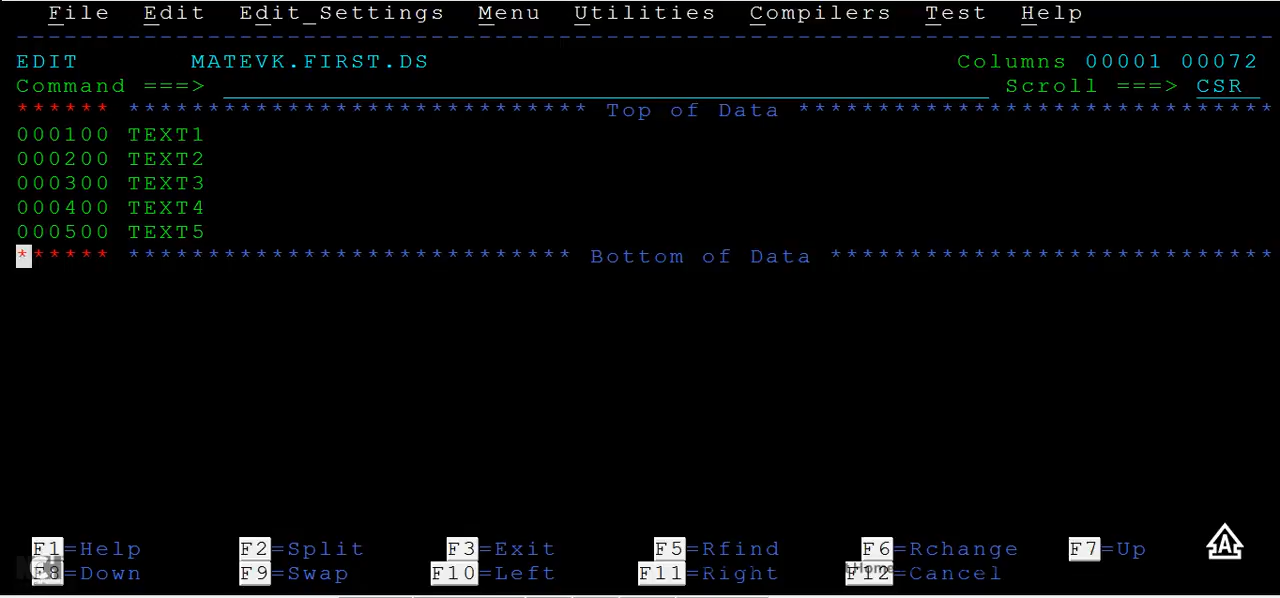 File Edit Edit_Settings Menu Utilities Compilers Test Help
EDIT MATEVK.FIRST.DS Columns 00001 00072
Command ===> Scroll ===> CSR
****** ***************************** Top of Data ******************************
000100 TEXT1
000200 TEXT2
000300 TEXT3
000400 TEXT4
000500 TEXT5
****** **************************** Bottom of Data ****************************
F1=Help F2=Split F3=Exit F5=Rfind F6=Rchange F7=Up
F8=Down F9=Swap F10=Left F11=Right F12=Cancel
Home